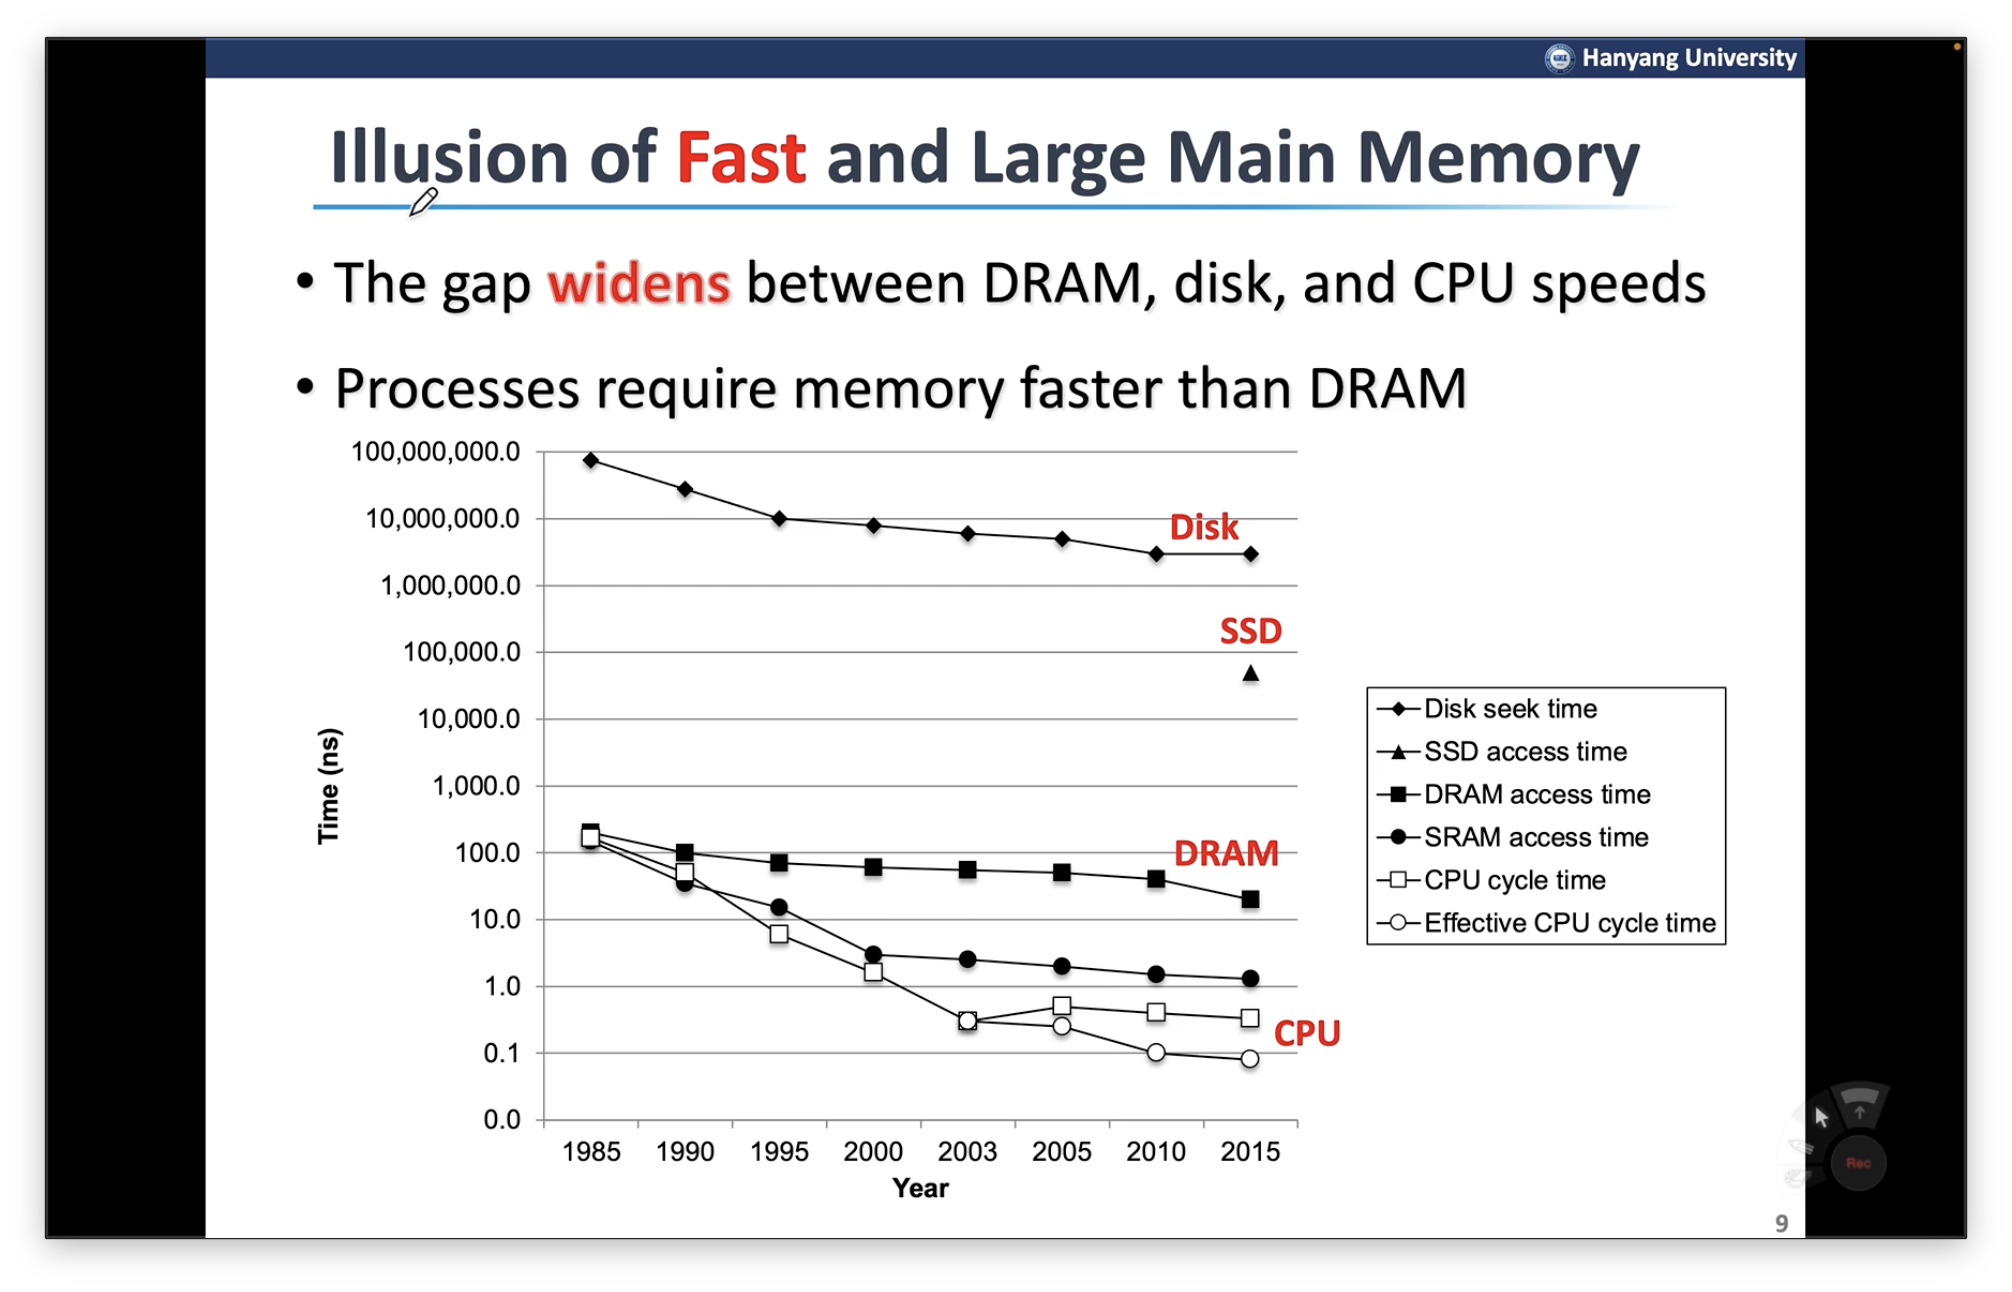 Hanyang University
Illusion of Fast and Large Main Memory
• The gap widens between DRAM, disk, and CPU speeds
• Processes require memory faster than DRAM
100,000,000.0
10,000,000.0
1,000,000.0
100,000.0
10,000.0
1,000.0
100.0
10.0
1.0
0.1
0.0
Time (ns)
Disk
SSD
DRAM
CPU
1985 1990 1995 2000 2003 2005 2010 2015
Year
Disk seek time
SSD access time
DRAM access time
SRAM access time
CPU cycle time
Effective CPU cycle time
Rec
9